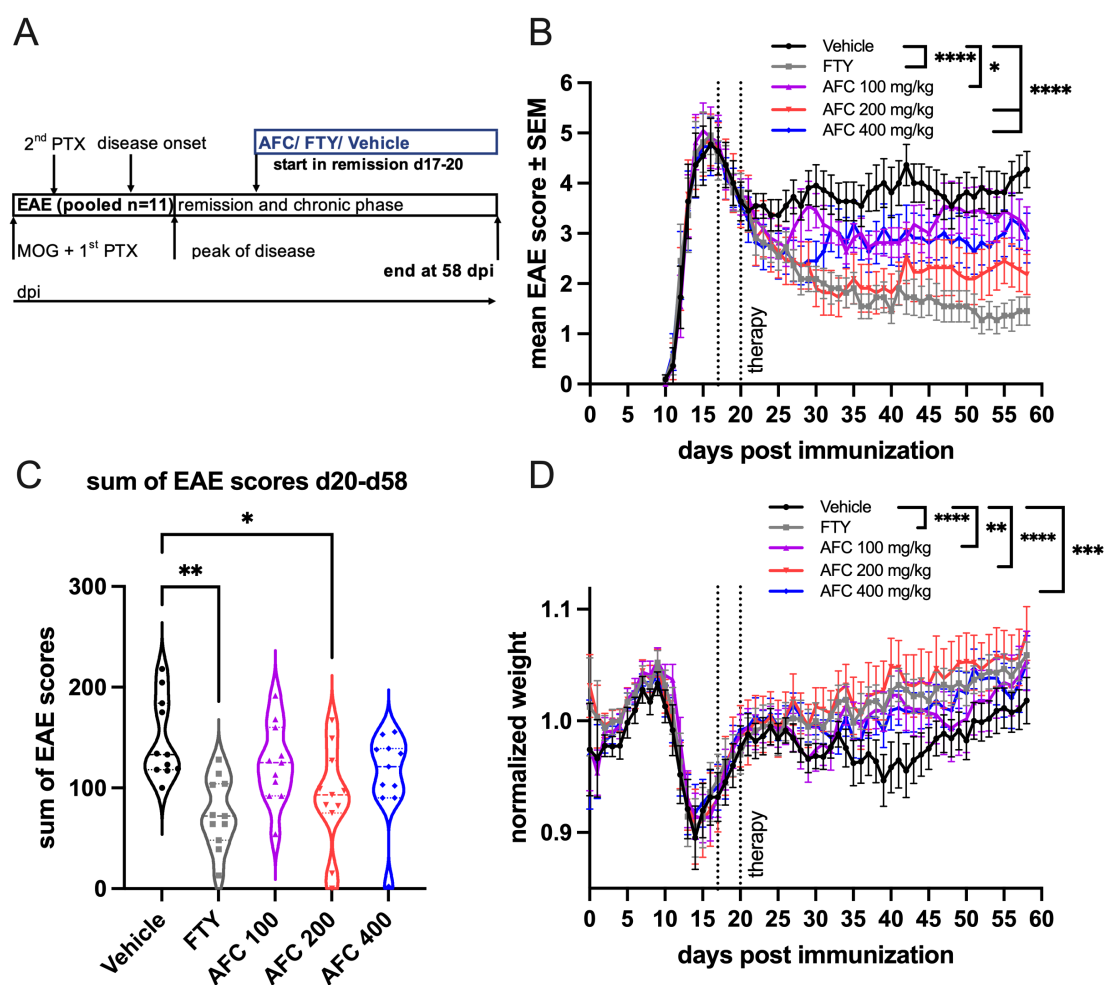 A
2nd PTX disease onset
AFC/ FTY/ Vehicle
start in remission d17-20
EAE (pooled n=11) remission and chronic phase
MOG + 1st PTX
peak of disease
end at 58 dpi
dpi
B
Vehicle
FTY
AFC 100 mg/kg
AFC 200 mg/kg
AFC 400 mg/kg
****
*
****
mean EAE score ± SEM
6
5
4
3
2
1
0
therapy
0 5 10 15 20 25 30 35 40 45 50 55 60
days post immunization
C
sum of EAE scores d20-d58
*
**
sum of EAE scores
300
200
100
0
Vehicle
FTY
AFC 100
AFC 200
AFC 400
D
Vehicle
FTY
AFC 100 mg/kg
AFC 200 mg/kg
AFC 400 mg/kg
****
**
****
***
normalized weight
1.1
1.0
0.9
therapy
0 5 10 15 20 25 30 35 40 45 50 55 60
days post immunization